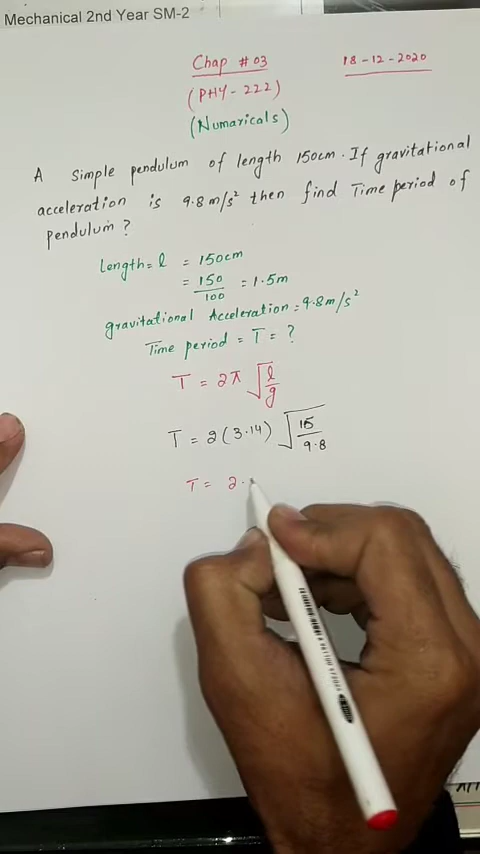 Mechanical 2nd Year SM-2
Chap # 03
18-12-2020
(PHY-222)
(Numaricals)
A Simple pendulum of length 150cm. If gravitational
acceleration is 9.8 m/s² then find Time period of
pendulum?
Length = l = 150cm
= 150/100 = 1.5m
gravitational Acceleration = 9.8m/s²
Time period = T = ?
T = 2π √(l/g)
T = 2(3.14) √(15/9.8)
T = 2.